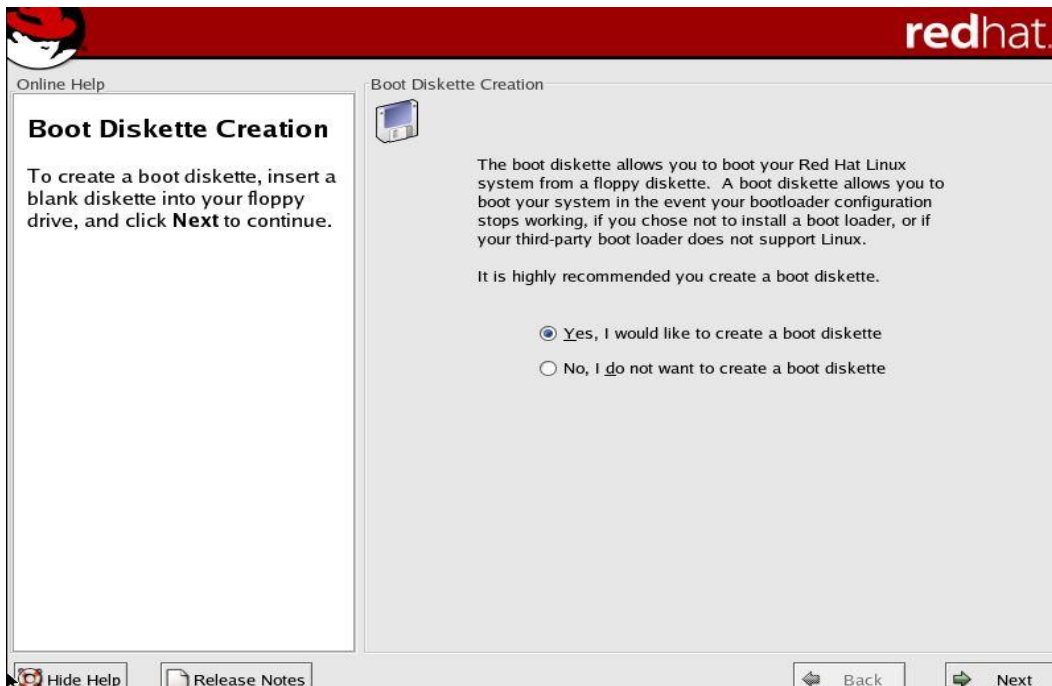 redhat.
Online Help
Boot Diskette Creation
To create a boot diskette, insert a
blank diskette into your floppy
drive, and click Next to continue.
Boot Diskette Creation
The boot diskette allows you to boot your Red Hat Linux
system from a floppy diskette. A boot diskette allows you to
boot your system in the event your bootloader configuration
stops working, if you chose not to install a boot loader, or if
your third-party boot loader does not support Linux.
It is highly recommended you create a boot diskette.
Yes, I would like to create a boot diskette
No, I do not want to create a boot diskette
Hide Help
Release Notes
Back
Next